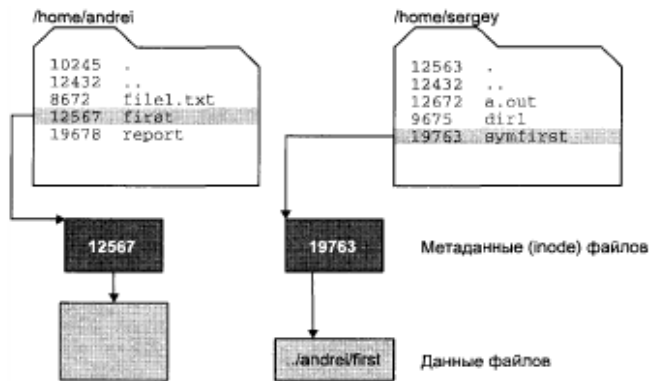 /home/andrei
10245 .
12432 ..
8672 file1.txt
12567 first
19678 report
/home/sergey
12563 .
12432 ..
12672 a.out
9675 dir1
19763 symfirst
12567
19763
Метаданные (inode) файлов
../andrei/first
Данные файлов